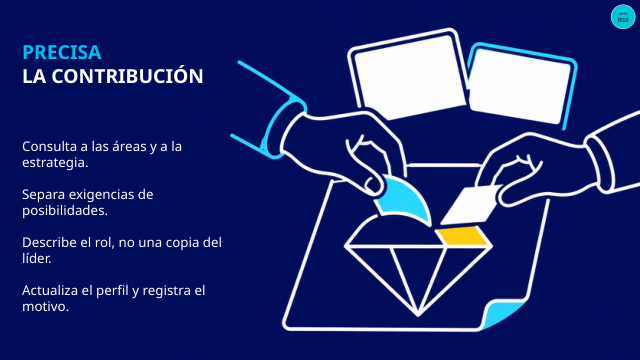 PRECISA
LA CONTRIBUCIÓN
Consulta a las áreas y a la
estrategia.
Separa exigencias de
posibilidades.
Describe el rol, no una copia del
líder.
Actualiza el perfil y registra el
motivo.
R10